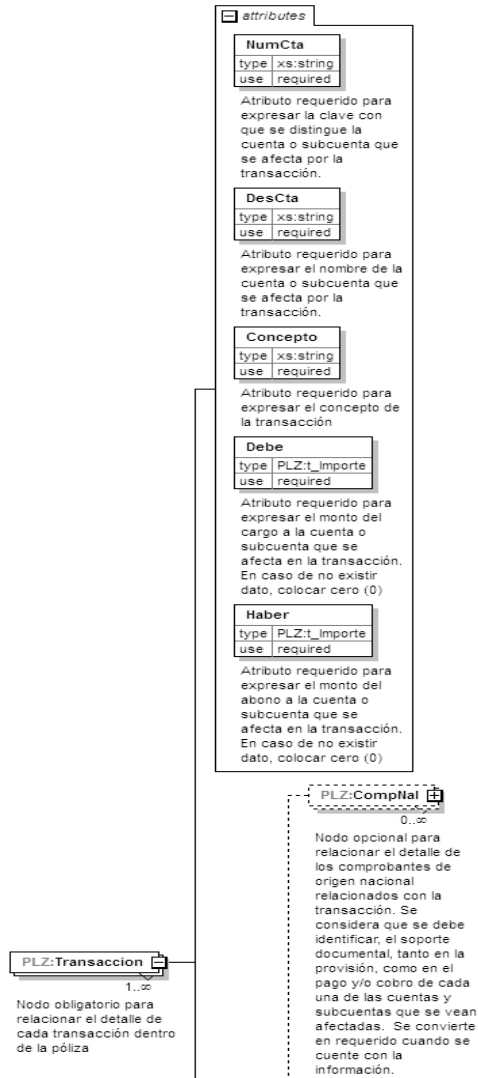 attributes
NumCta
type xs:string
use required
Atributo requerido para
expresar la clave con
que se distingue la
cuenta o subcuenta que
se afecta por la
transacción.
DesCta
type xs:string
use required
Atributo requerido para
expresar el nombre de la
cuenta o subcuenta que
se afecta por la
transacción.
Concepto
type xs:string
use required
Atributo requerido para
expresar el concepto de
la transacción
Debe
type PLZ:t_Importe
use required
Atributo requerido para
expresar el monto del
cargo a la cuenta o
subcuenta que se
afecta en la transacción.
En caso de no existir
dato, colocar cero (0)
Haber
type PLZ:t_Importe
use required
Atributo requerido para
expresar el monto del
abono a la cuenta o
subcuenta que se
afecta en la transacción.
En caso de no existir
dato, colocar cero (0)
PLZ:CompNal
0..∞
Nodo opcional para
relacionar el detalle de
los comprobantes de
origen nacional
relacionados con la
transacción. Se
considera que se debe
identificar, el soporte
documental, tanto en la
provisión, como en el
pago y/o cobro de cada
una de las cuentas y
subcuentas que se vean
afectadas. Se convierte
en requerido cuando se
cuente con la
información.
PLZ:Transaccion
1..∞
Nodo obligatorio para
relacionar el detalle de
cada transacción dentro
de la póliza